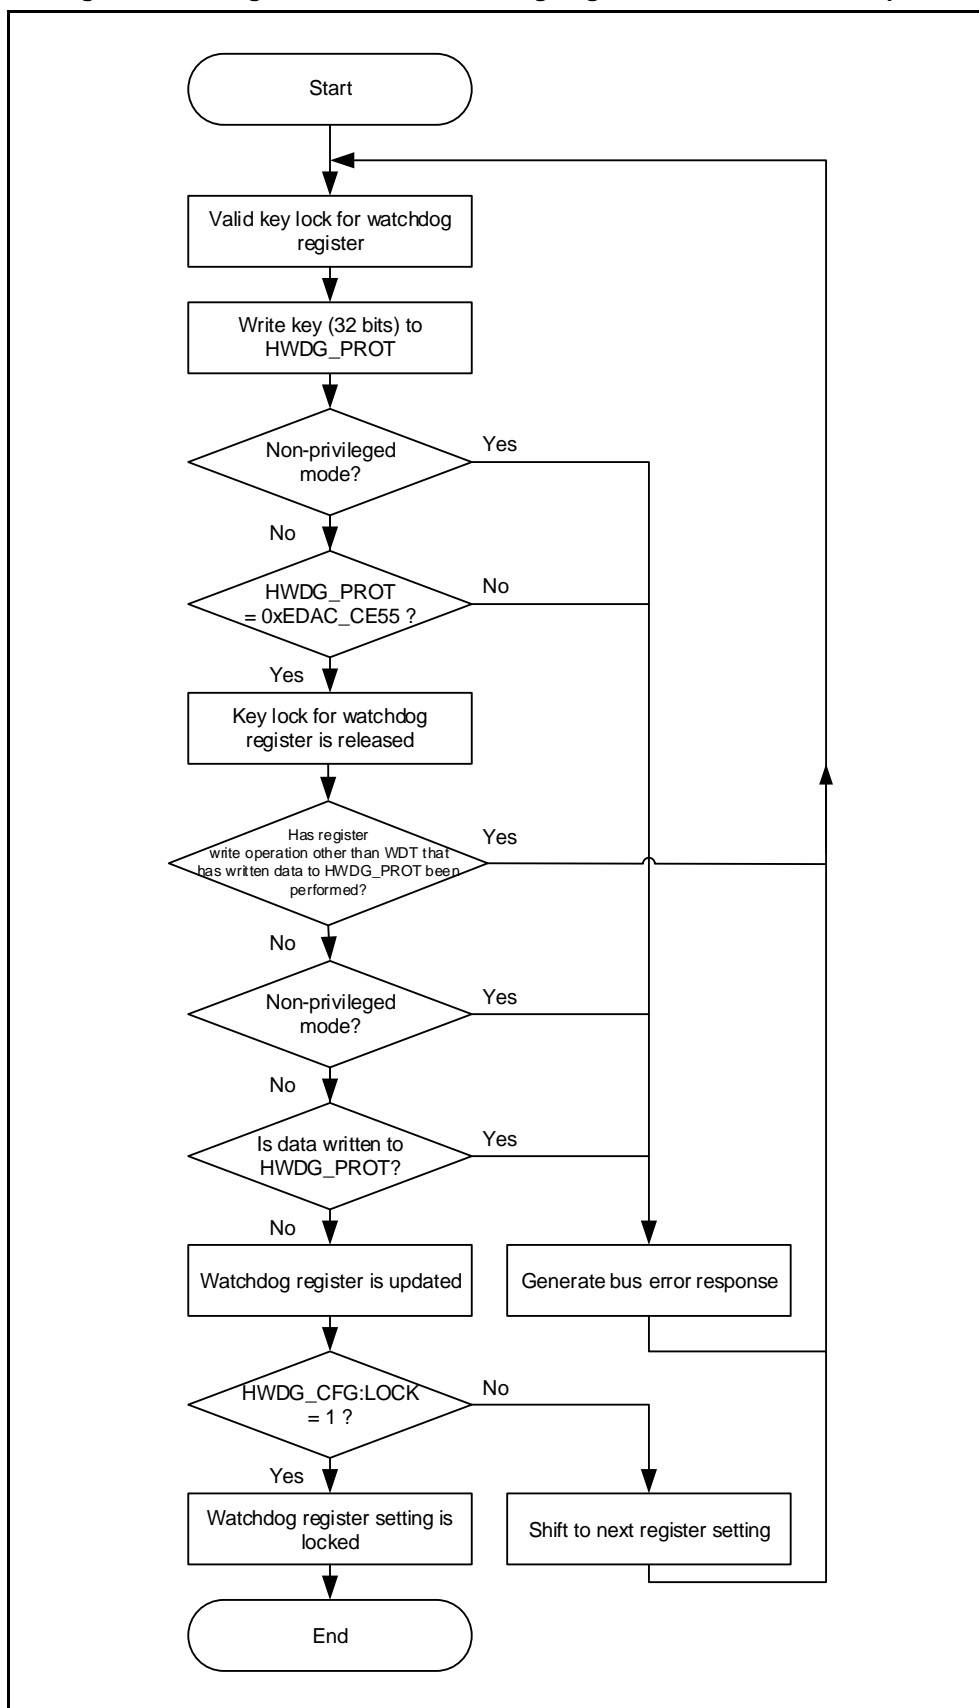 Start
Valid key lock for watchdog
register
Write key (32 bits) to
HWDG_PROT
Non-privileged
mode?
Yes
No
HWDG_PROT
= 0xEDAC_CE55 ?
No
Yes
Key lock for watchdog
register is released
Has register
write operation other than WDT that
has written data to HWDG_PROT been
performed?
Yes
No
Non-privileged
mode?
Yes
No
Is data written to
HWDG_PROT?
Yes
No
Watchdog register is updated
Generate bus error response
HWDG_CFG:LOCK
= 1 ?
No
Yes
Watchdog register setting is
locked
Shift to next register setting
End